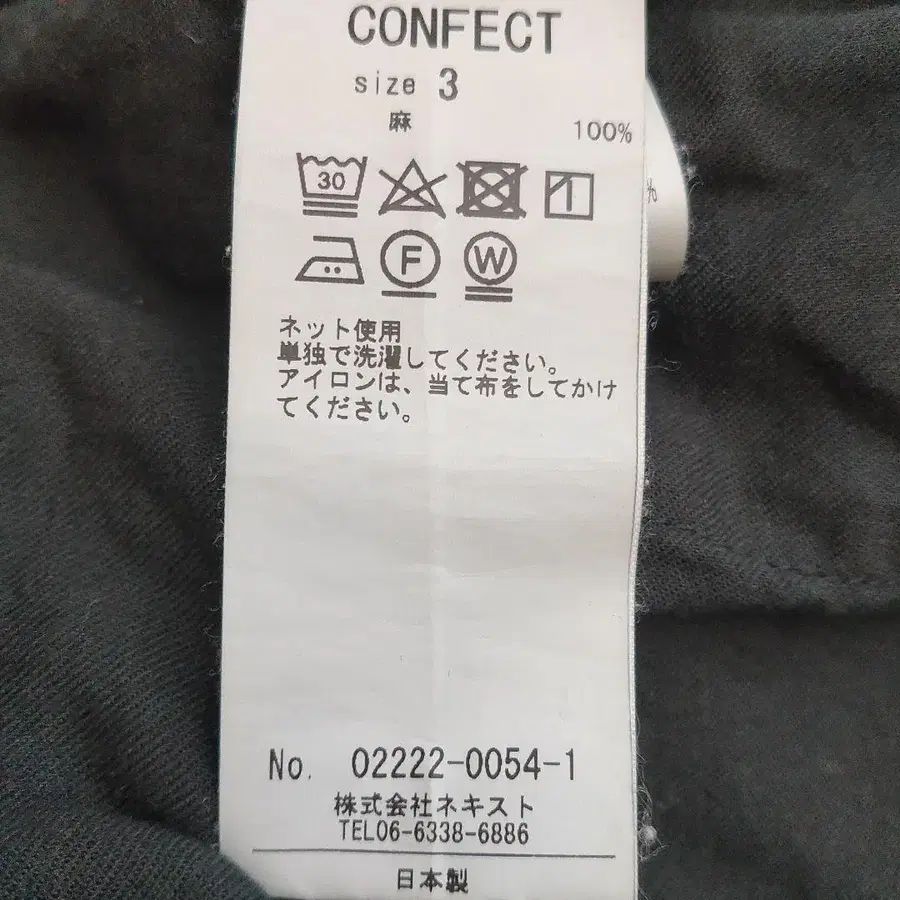 CONFECT
size 3
麻 100%
30
F W
ネット使用
単独で洗濯してください。
アイロンは、当て布をしてかけ
てください。
No. 02222-0054-1
株式会社ネキスト
TEL06-6338-6886
日本製
%